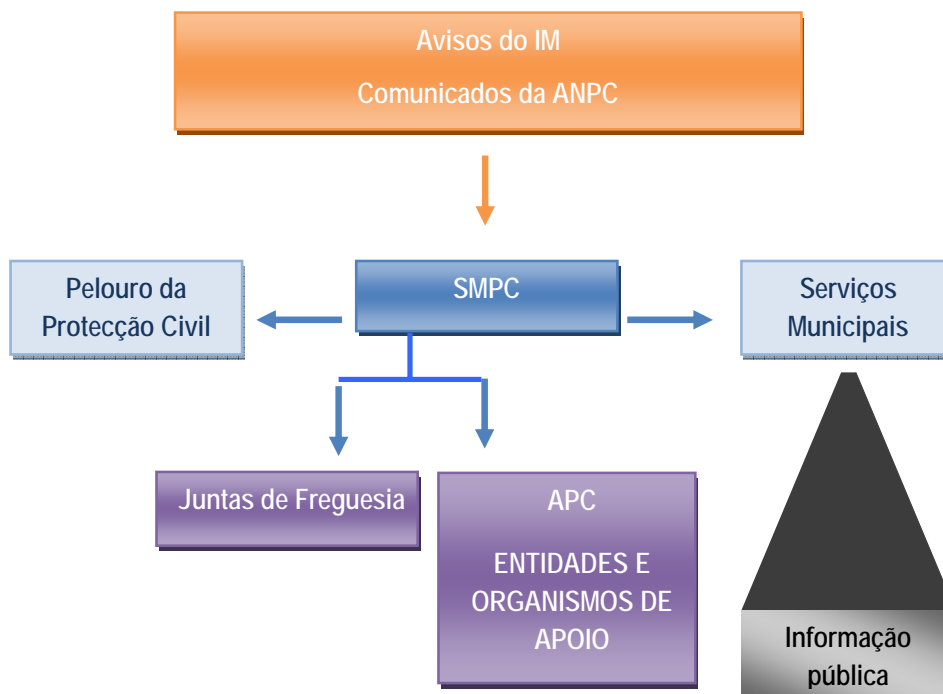 Avisos do IM
Comunicados da ANPC
Pelouro da
Protecção Civil
SMPC
Serviços
Municipais
Juntas de Freguesia
APC
ENTIDADES E
ORGANISMOS DE
APOIO
Informação
pública